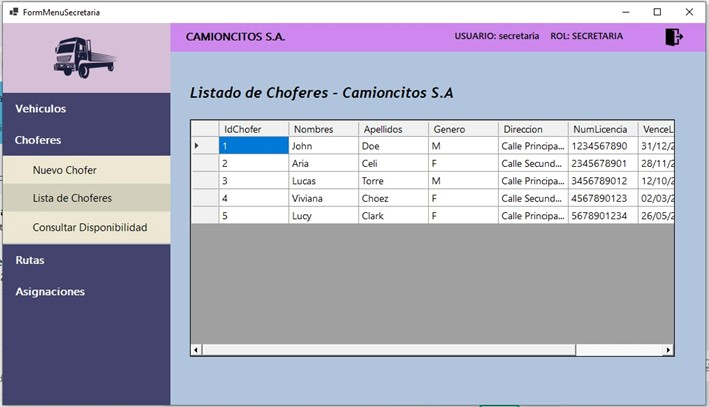 FormMenuSecretaria
CAMIONCITOS S.A. USUARIO: secretaria ROL: SECRETARIA
Vehiculos
Choferes
Nuevo Chofer
Lista de Choferes
Consultar Disponibilidad
Rutas
Asignaciones
Listado de Choferes - Camioncitos S.A
IdChofer Nombres Apellidos Genero Direccion NumLicencia VenceL
1 John Doe M Calle Principa... 1234567890 31/12/2
2 Aria Celi F Calle Secund... 2345678901 28/11/2
3 Lucas Torre M Calle Principa... 3456789012 12/10/2
4 Viviana Choez F Calle Secund... 4567890123 02/03/2
5 Lucy Clark F Calle Principa... 5678901234 26/05/2